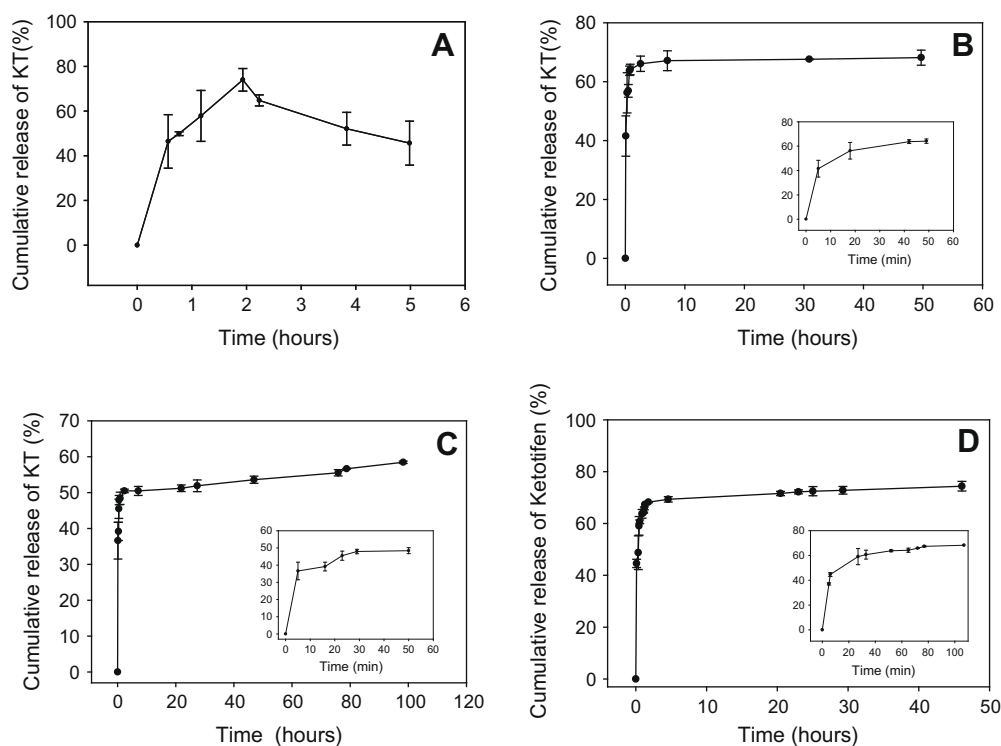 A
Cumulative release of KT(%)
100
80
60
40
20
0
0 1 2 3 4 5 6
Time (hours)
B
Cumulative release of KT(%)
80
60
40
20
0
0 10 20 30 40 50 60
Time (hours)
80
60
40
20
0
0 10 20 30 40 50 60
Time (min)
C
Cumulative release of KT (%)
70
60
50
40
30
20
10
0
0 20 40 60 80 100 120
Time (hours)
60
50
40
30
20
10
0
0 10 20 30 40 50 60
Time (min)
D
Cumulative release of Ketotifen (%)
100
80
60
40
20
0
0 10 20 30 40 50
Time (hours)
80
60
40
20
0
0 20 40 60 80 100
Time (min)